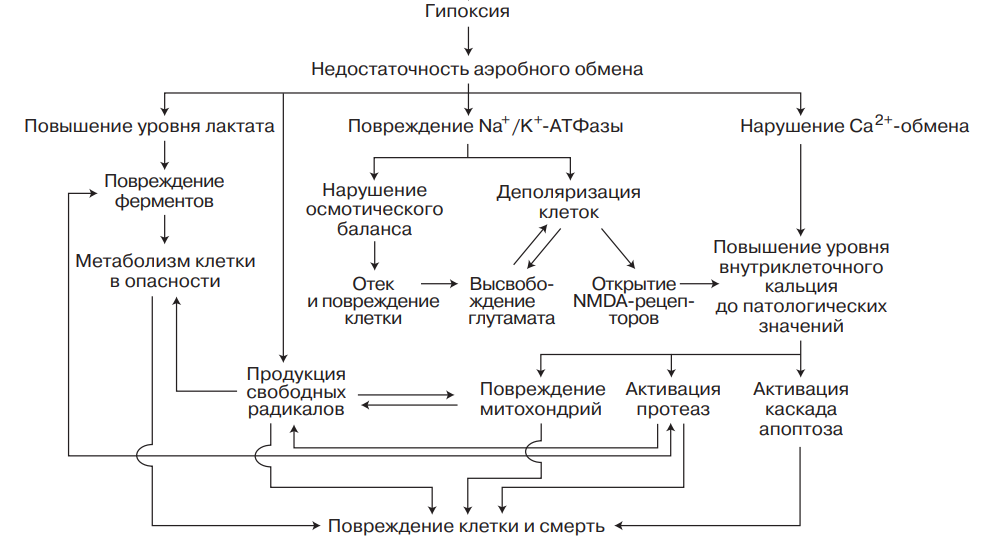 Гипоксия
Недостаточность аэробного обмена
Повышение уровня лактата
Повреждение Na⁺/K⁺-АТФазы
Нарушение Ca²⁺-обмена
Повреждение
ферментов
Нарушение
осмотического
баланса
Деполяризация
клеток
Метаболизм клетки
в опасности
Отек
и повреждение
клетки
Высвобо-
ждение
глутамата
Открытие
NMDA-рецеп-
торов
Повышение уровня
внутриклеточного
кальция
до патологических
значений
Продукция
свободных
радикалов
Повреждение
митохондрий
Активация
протеаз
Активация
каскада
апоптоза
Повреждение клетки и смерть